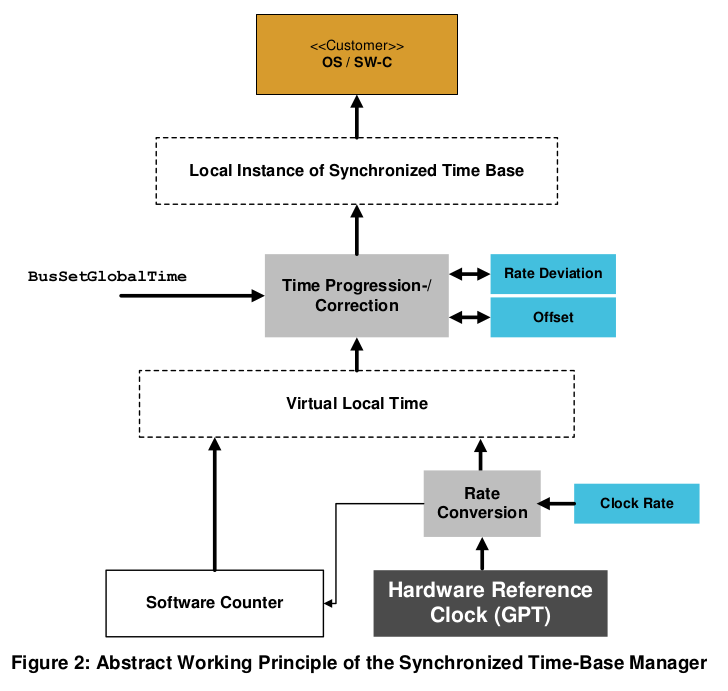 <<Customer>>
OS / SW-C
Local Instance of Synchronized Time Base
BusSetGlobalTime
Time Progression-/
Correction
Rate Deviation
Offset
Virtual Local Time
Rate
Conversion
Clock Rate
Software Counter
Hardware Reference
Clock (GPT)
Figure 2: Abstract Working Principle of the Synchronized Time-Base Manager